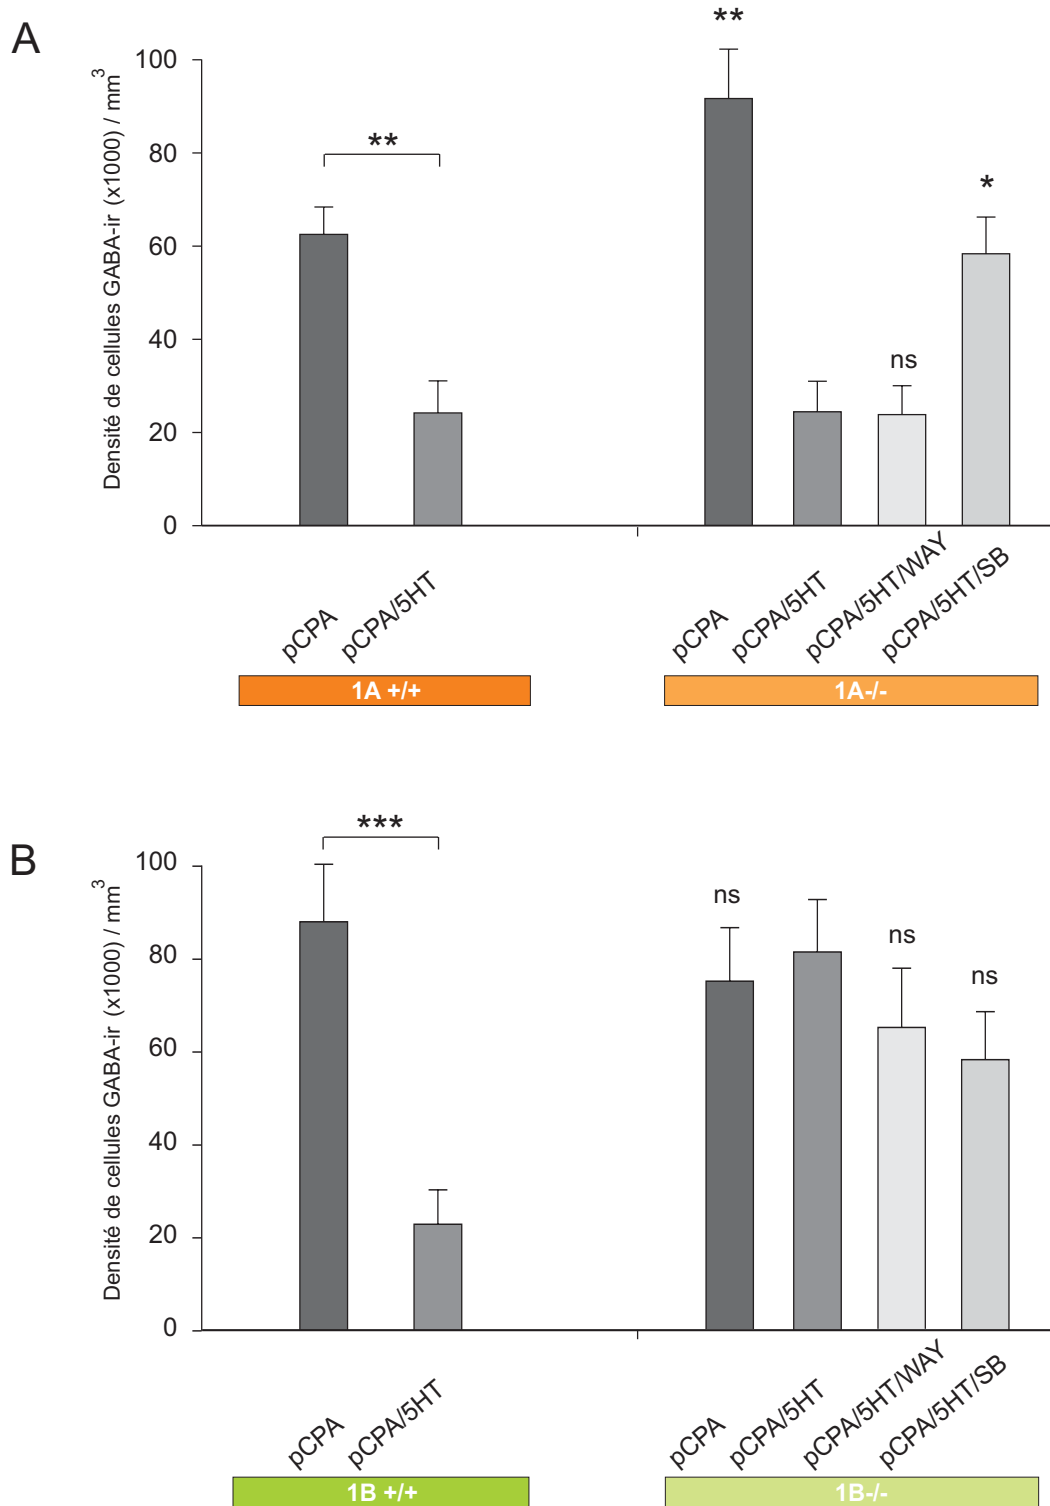 A
Densité de cellules GABA-ir (x1000) / mm3
100
80
60
40
20
0
**
**
ns
*
pCPA
pCPA/5HT
pCPA
pCPA/5HT
pCPA/5HT/WAY
pCPA/5HT/SB
1A +/+
1A-/-
B
Densité de cellules GABA-ir (x1000) / mm3
100
80
60
40
20
0
***
ns
ns
ns
pCPA
pCPA/5HT
pCPA
pCPA/5HT
pCPA/5HT/WAY
pCPA/5HT/SB
1B +/+
1B-/-